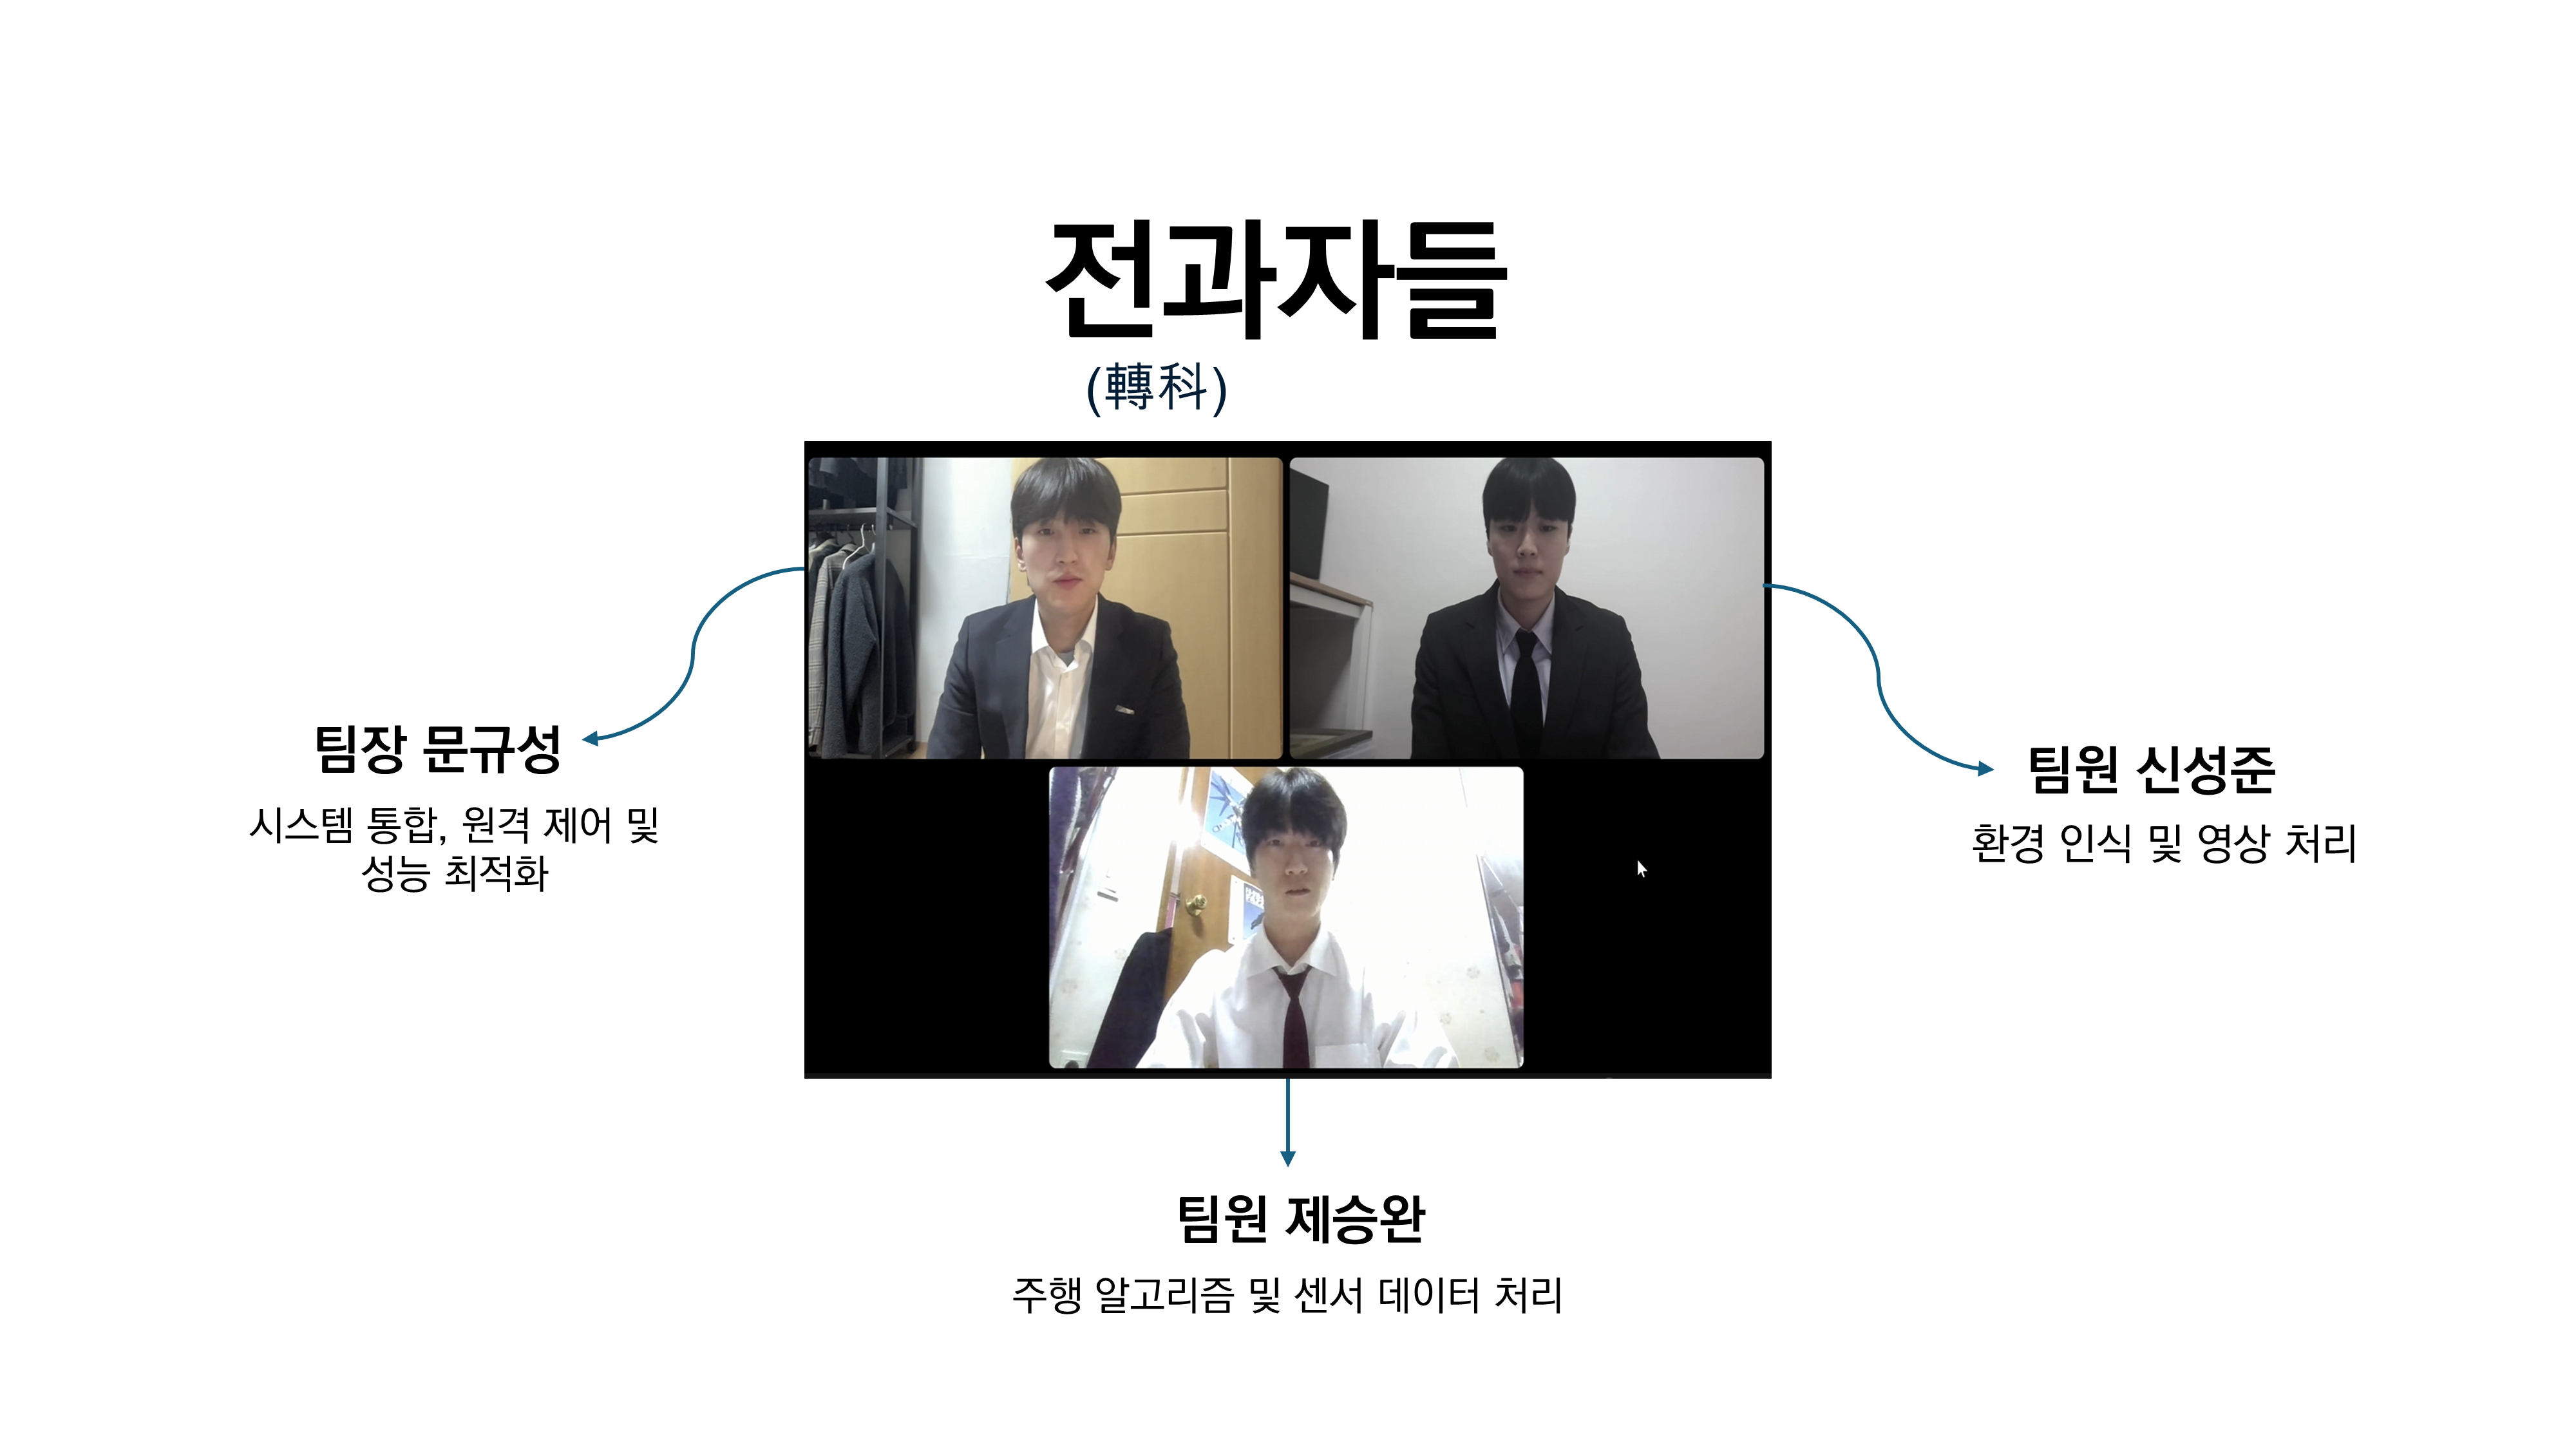 전과자들
(轉科)
팀장 문규성
시스템 통합, 원격 제어 및
성능 최적화
팀원 신성준
환경 인식 및 영상 처리
팀원 제승완
주행 알고리즘 및 센서 데이터 처리